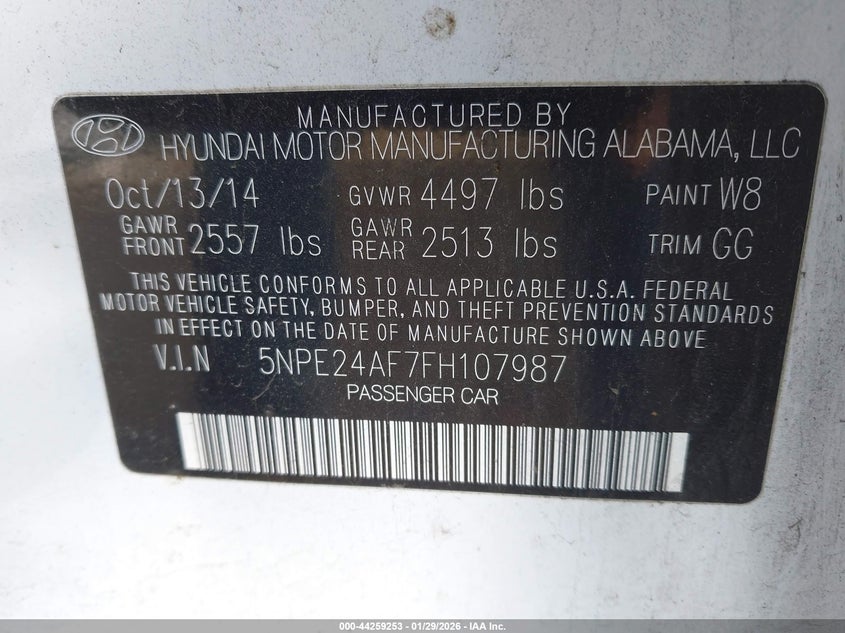 MANUFACTURED BY
HYUNDAI MOTOR MANUFACTURING ALABAMA, LLC
Oct/13/14 GVWR 4497 lbs PAINT W8
GAWR FRONT 2557 lbs GAWR REAR 2513 lbs TRIM GG
THIS VEHICLE CONFORMS TO ALL APPLICABLE U.S.A. FEDERAL
MOTOR VEHICLE SAFETY, BUMPER, AND THEFT PREVENTION STANDARDS
IN EFFECT ON THE DATE OF MANUFACTURE SHOWN ABOVE
V.I.N 5NPE24AF7FH107987
PASSENGER CAR
000-44259253 - 01/29/2026 - IAA Inc.